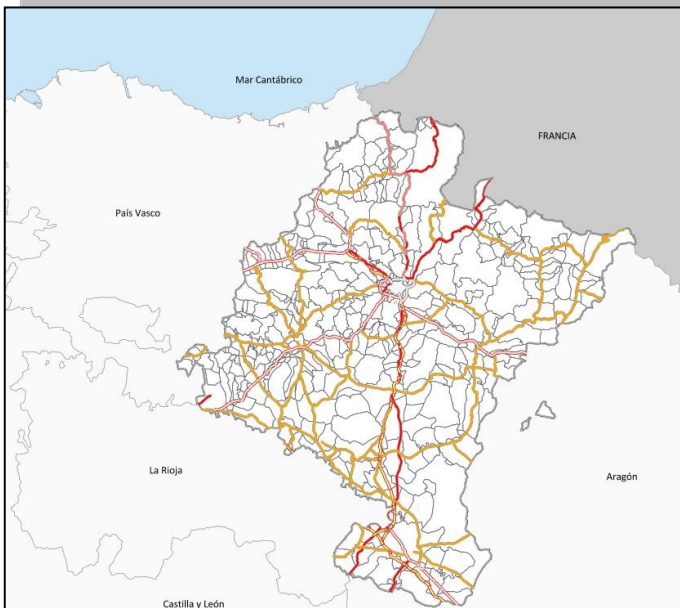 Mar Cantábrico
FRANCIA
País Vasco
La Rioja
Aragón
Castilla y León